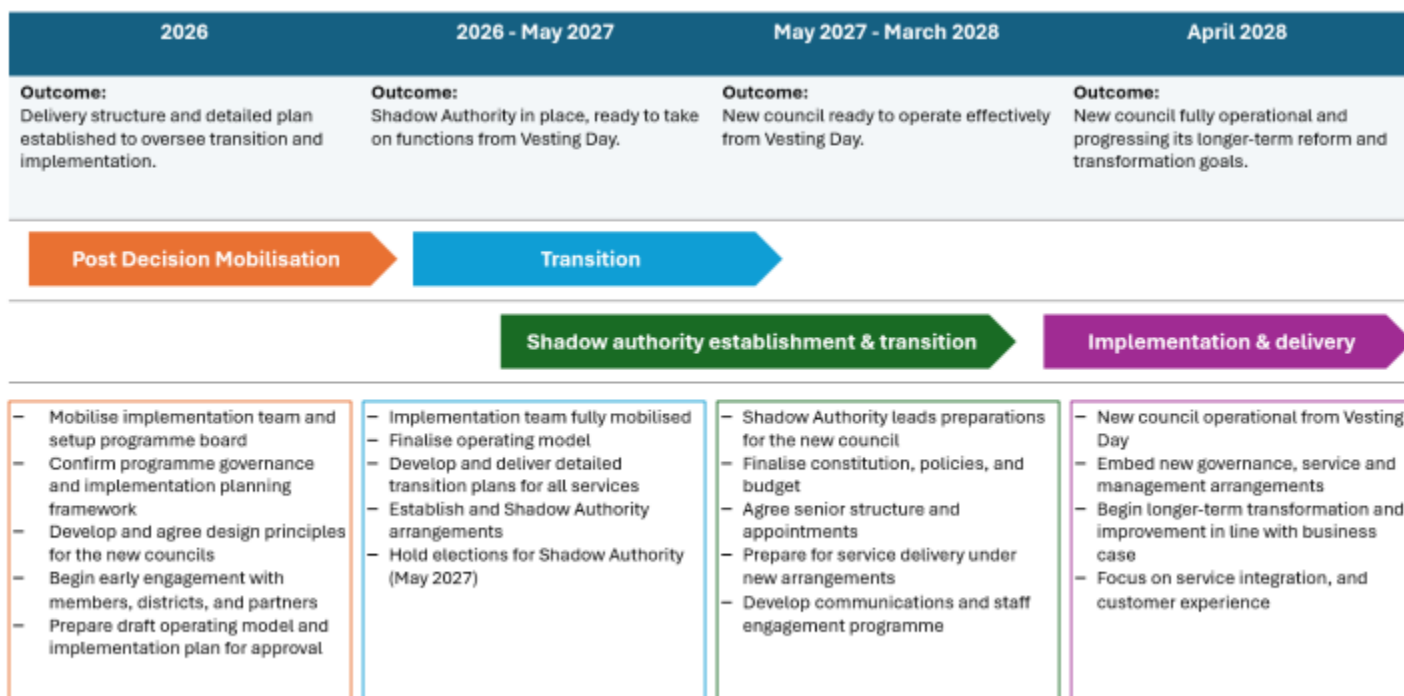 2026
2026 - May 2027
May 2027 - March 2028
April 2028
Outcome:
Delivery structure and detailed plan
established to oversee transition and
implementation.
Outcome:
Shadow Authority in place, ready to take
on functions from Vesting Day.
Outcome:
New council ready to operate effectively
from Vesting Day.
Outcome:
New council fully operational and
progressing its longer-term reform and
transformation goals.
Post Decision Mobilisation
Transition
Shadow authority establishment & transition
Implementation & delivery
– Mobilise implementation team and
setup programme board
– Confirm programme governance
and implementation planning
framework
– Develop and agree design principles
for the new councils
– Begin early engagement with
members, districts, and partners
– Prepare draft operating model and
implementation plan for approval
– Implementation team fully mobilised
– Finalise operating model
– Develop and deliver detailed
transition plans for all services
– Establish and Shadow Authority
arrangements
– Hold elections for Shadow Authority
(May 2027)
– Shadow Authority leads preparations
for the new council
– Finalise constitution, policies, and
budget
– Agree senior structure and
appointments
– Prepare for service delivery under
new arrangements
– Develop communications and staff
engagement programme
– New council operational from Vesting
Day
– Embed new governance, service and
management arrangements
– Begin longer-term transformation and
improvement in line with business
case
– Focus on service integration, and
customer experience